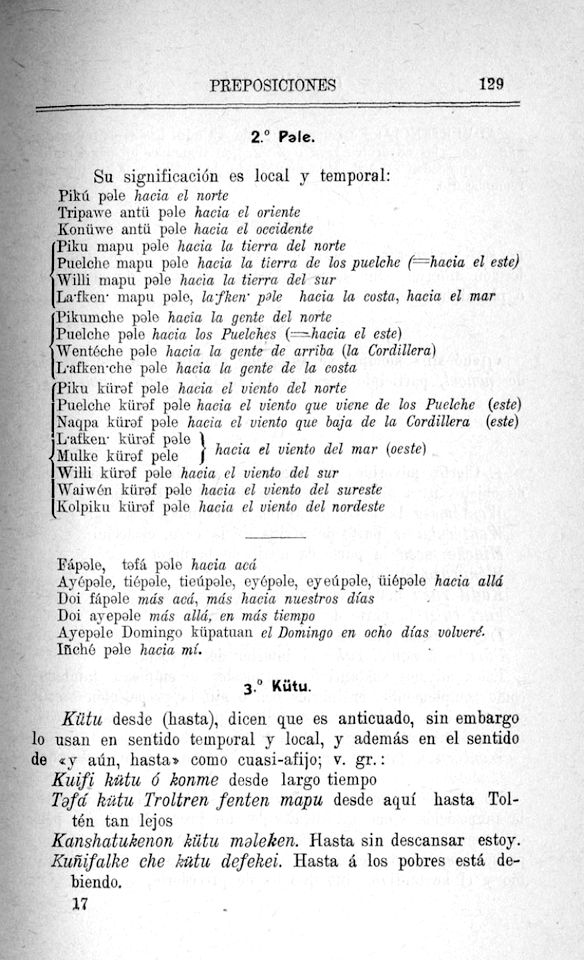 PREPOSICIONES 129
2.º Pəle.
Su significación es local y temporal:
Pikú pəle hacia el norte
Tripawe antü pəle hacia el oriente
Konüwe antü pəle hacia el occidente
Piku mapu pəle hacia la tierra del norte
Puelche mapu pəle hacia la tierra de los puelche (=hacia el este)
Willi mapu pəle hacia la tierra del sur
La·fken· mapu pəle, la·fken· pəle hacia la costa, hacia el mar
Pikumche pəle hacia la gente del norte
Puelche pəle hacia los Puelches (=hacia el este)
Wentéche pəle hacia la gente de arriba (la Cordillera)
L·afken·che pəle hacia la gente de la costa
Piku kürəf pəle hacia el viento del norte
Puelche kürəf pəle hacia el viento que viene de los Puelche (este)
Naqpa kürəf pəle hacia el viento que baja de la Cordillera (este)
L·afken· kürəf pəle
Mulke kürəf pele } hacia el viento del mar (oeste)
Willi kürəf pəle hacia el viento del sur
Waiwén kürəf pəle hacia el viento del sureste
Kolpiku kürəf pəle hacia el viento del nordeste
Fápəle, təfá pəle hacia acá
Ayépəle, tiépəle, tieúpəle, eyépəle, eyeúpəle, üiépəle hacia allá
Doi fápəle más acá, más hacia nuestros días
Doi ayepəle más allá, en más tiempo
Ayepəle Domingo küpatuan el Domingo en ocho días volveré.
Iñché pəle hacia mí.
3.º Kütu.
Kütu desde (hasta), dicen que es anticuado, sin embargo
lo usan en sentido temporal y local, y además en el sentido
de «y aún, hasta» como cuasi-afijo; v. gr.:
Kuifi kütu ó konme desde largo tiempo
Təfá kütu Troltren fenten mapu desde aquí hasta Tol-
tén tan lejos
Kanshatukenon kütu məleken. Hasta sin descansar estoy.
Kuñifalke che kütu defekei. Hasta á los pobres está de-
biendo.
17